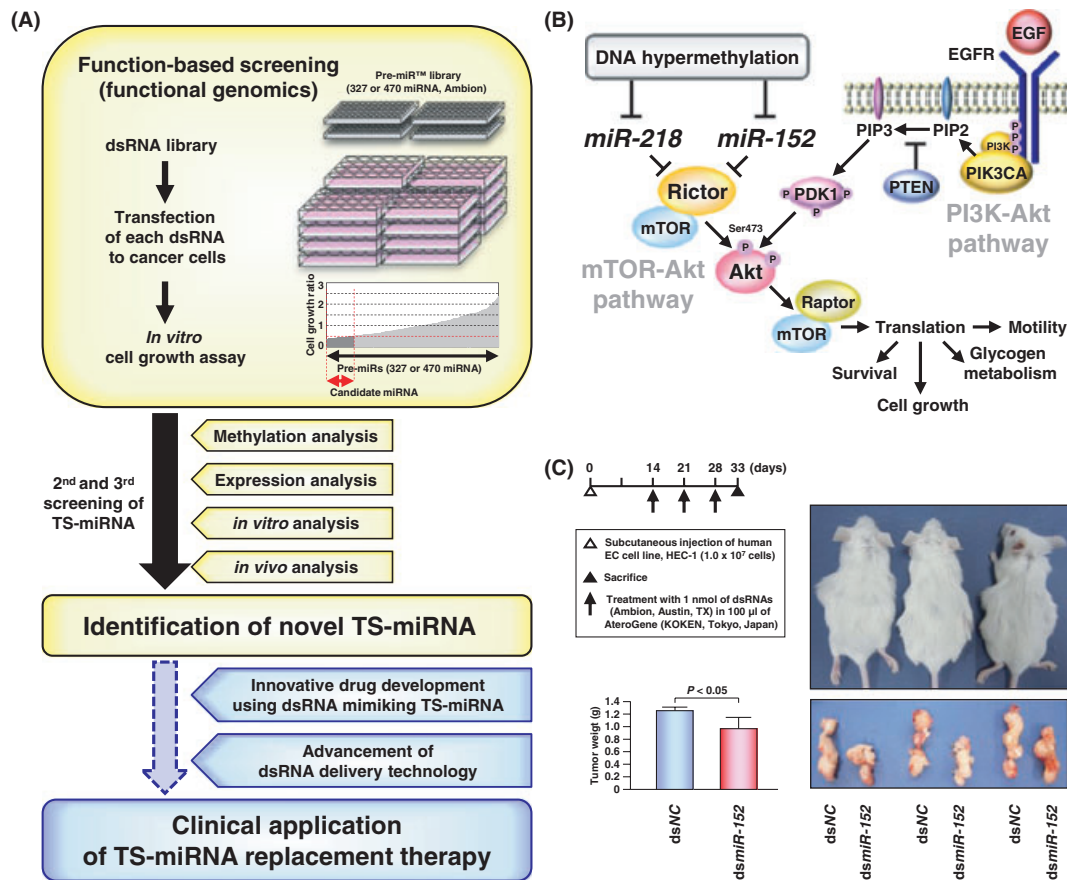 (A)
Function-based screening
(functional genomics)
Pre-miR™ library
(327 or 470 miRNA, Ambion)
dsRNA library
Transfection
of each dsRNA
to cancer cells
In vitro
cell growth assay
Cell growth ratio
3
2
1
0
Pre-miRs (327 or 470 miRNA)
Candidate miRNA
2nd and 3rd
screening of
TS-miRNA
Methylation analysis
Expression analysis
in vitro analysis
in vivo analysis
Identification of novel TS-miRNA
Innovative drug development
using dsRNA mimiking TS-miRNA
Advancement of
dsRNA delivery technology
Clinical application
of TS-miRNA replacement therapy
(B)
DNA hypermethylation
miR-218
miR-152
Rictor
mTOR
mTOR-Akt
pathway
EGF
EGFR
PIP3
PIP2
P
P
P
PI3K
PIK3CA
PTEN
PI3K-Akt
pathway
P
PDK1
P
P
Ser473
P
P
Akt
Raptor
mTOR
Translation
Motility
Glycogen
metabolism
Survival
Cell growth
(C)
0 14 21 28 33 (days)
Subcutaneous injection of human
EC cell line, HEC-1 (1.0 x 10⁷ cells)
Sacrifice
Treatment with 1 nmol of dsRNAs
(Ambion, Austin, TX) in 100 µl of
AteroGene (KOKEN, Tokyo, Japan)
P < 0.05
Tumor weigt (g)
1.4
1.2
1.0
0.8
0.6
0.4
0.2
0
dsNC
dsmiR-152
dsNC
dsmiR-152
dsNC
dsmiR-152
dsNC
dsmiR-152